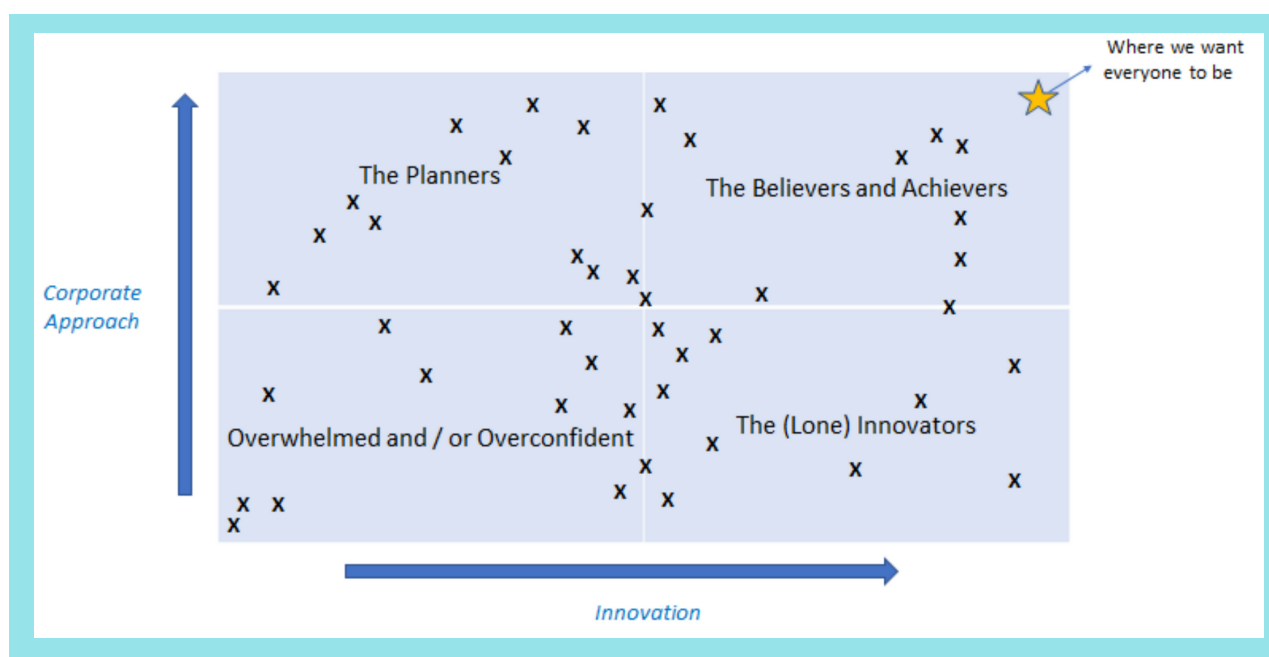 Where we want
everyone to be
The Planners
The Believers and Achievers
Corporate
Approach
Overwhelmed and / or Overconfident
The (Lone) Innovators
Innovation